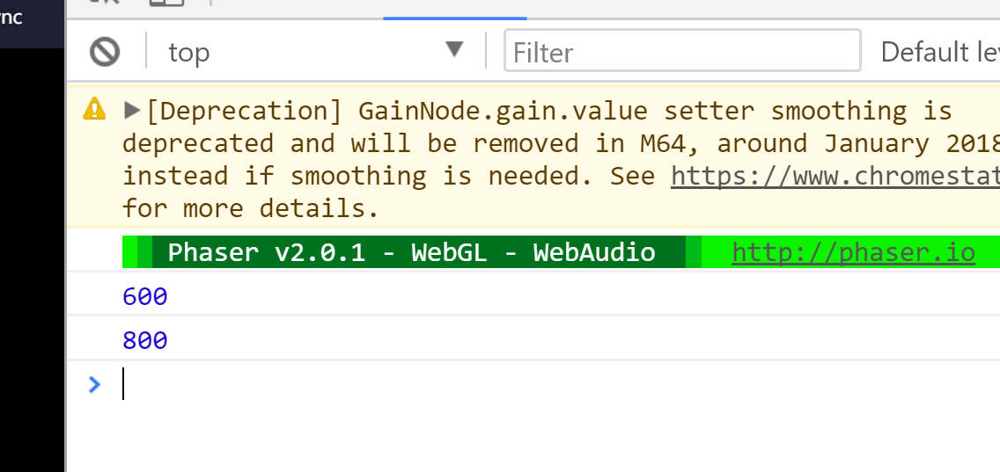 top
Filter
Default
[Deprecation] GainNode.gain.value setter smoothing is
deprecated and will be removed in M64, around January 2018
instead if smoothing is needed. See https://www.chromestat
for more details.
Phaser v2.0.1 - WebGL - WebAudio http://phaser.io
600
800